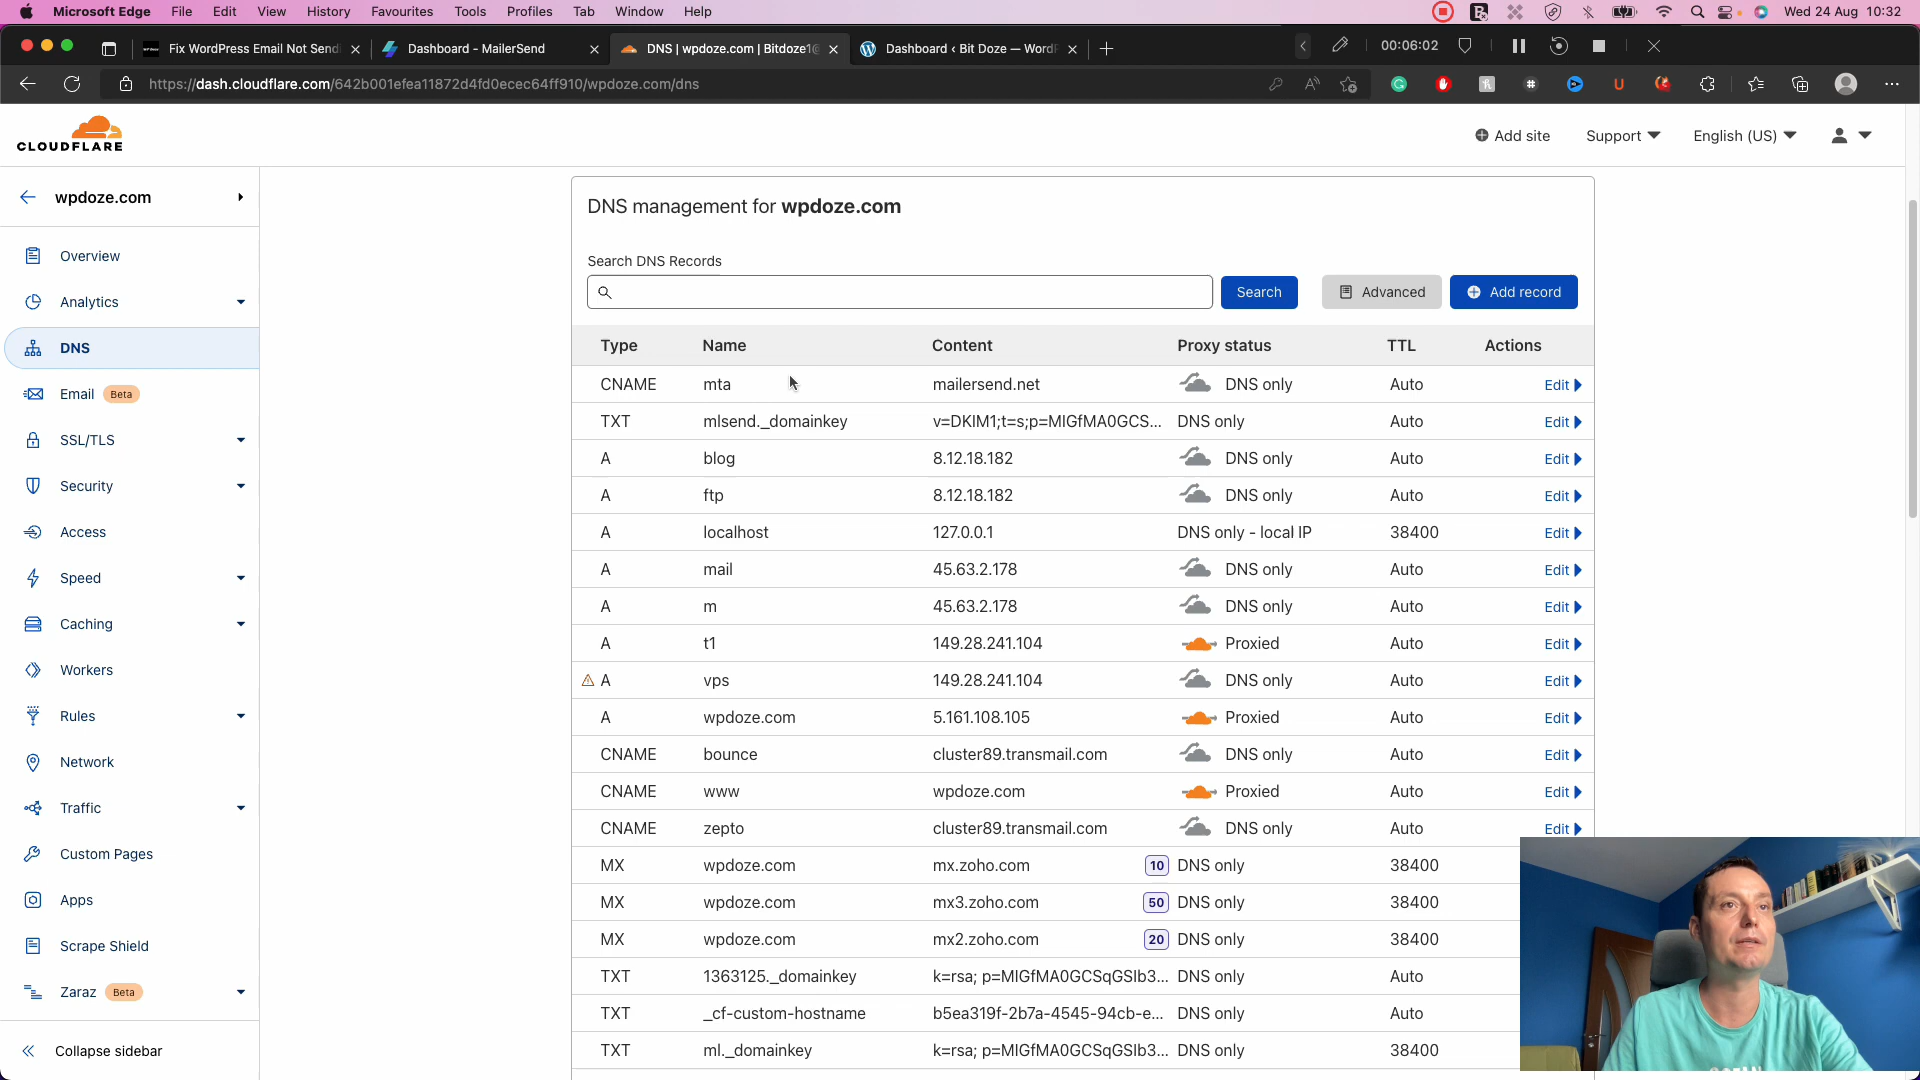 Microsoft Edge File Edit View History Favourites Tools Profiles Tab Window Help Wed 24 Aug 10:32
Fix WordPress Email Not Sendi
Dashboard - MailerSend
DNS | wpdoze.com | Bitdoze1@
Dashboard ‹ Bit Doze — WordP
00:06:02
https://dash.cloudflare.com/642b001efea11872d4fd0ecec64ff910/wpdoze.com/dns
CLOUDFLARE
Add site Support English (US)
wpdoze.com
Overview
Analytics
DNS
Email Beta
SSL/TLS
Security
Access
Speed
Caching
Workers
Rules
Network
Traffic
Custom Pages
Apps
Scrape Shield
Zaraz Beta
Collapse sidebar
DNS management for wpdoze.com
Search DNS Records
Search Advanced Add record
Type Name Content Proxy status TTL Actions
CNAME mta mailersend.net DNS only Auto Edit
TXT mlsend._domainkey v=DKIM1;t=s;p=MIGfMA0GCS... DNS only Auto Edit
A blog 8.12.18.182 DNS only Auto Edit
A ftp 8.12.18.182 DNS only Auto Edit
A localhost 127.0.0.1 DNS only - local IP 38400 Edit
A mail 45.63.2.178 DNS only Auto Edit
A m 45.63.2.178 DNS only Auto Edit
A t1 149.28.241.104 Proxied Auto Edit
A vps 149.28.241.104 DNS only Auto Edit
A wpdoze.com 5.161.108.105 Proxied Auto Edit
CNAME bounce cluster89.transmail.com DNS only Auto Edit
CNAME www wpdoze.com Proxied Auto Edit
CNAME zepto cluster89.transmail.com DNS only Auto Edit
MX wpdoze.com mx.zoho.com 10 DNS only 38400
MX wpdoze.com mx3.zoho.com 50 DNS only 38400
MX wpdoze.com mx2.zoho.com 20 DNS only 38400
TXT 1363125._domainkey k=rsa; p=MIGfMA0GCSqGSIb3... DNS only Auto
TXT _cf-custom-hostname b5ea319f-2b7a-4545-94cb-e... DNS only Auto
TXT ml._domainkey k=rsa; p=MIGfMA0GCSqGSIb3... DNS only 38400